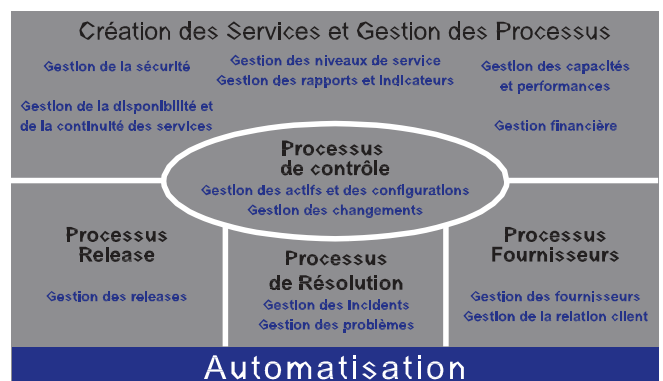 Création des Services et Gestion des Processus
Gestion de la sécurité
Gestion de la disponibilité et
de la continuité des services
Gestion des niveaux de service
Gestion des rapports et indicateurs
Gestion des capacités
et performances
Gestion financière
Processus
de contrôle
Gestion des actifs et des configurations
Gestion des changements
Processus
Release
Gestion des releases
Processus
de Résolution
Gestion des incidents
Gestion des problèmes
Processus
Fournisseurs
Gestion des fournisseurs
Gestion de la relation client
Automatisation